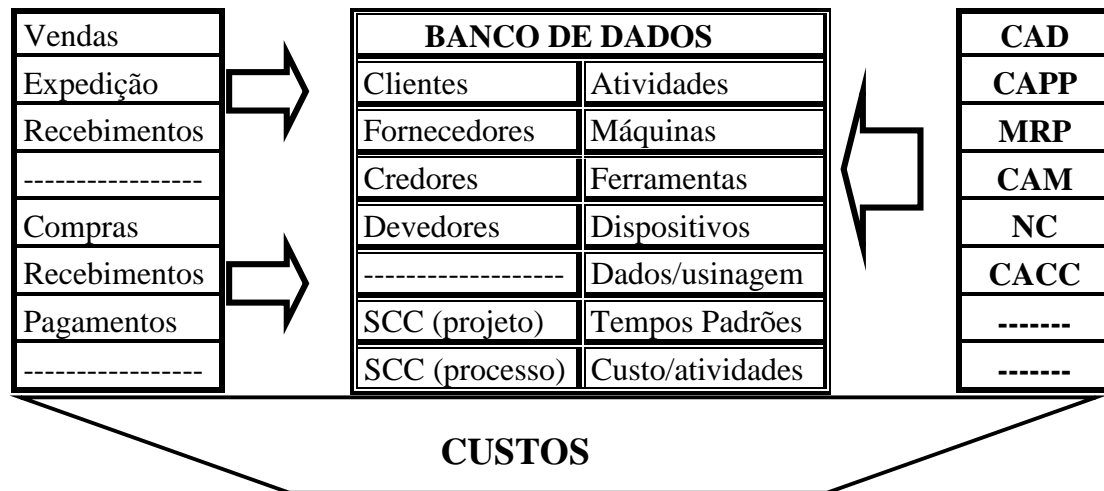 Vendas
Expedição
Recebimentos
-----------------
Compras
Recebimentos
Pagamentos
-----------------
BANCO DE DADOS
Clientes Atividades
Fornecedores Máquinas
Credores Ferramentas
Devedores Dispositivos
------------------- Dados/usinagem
SCC (projeto) Tempos Padrões
SCC (processo) Custo/atividades
CAD
CAPP
MRP
CAM
NC
CACC
-------
-------
CUSTOS